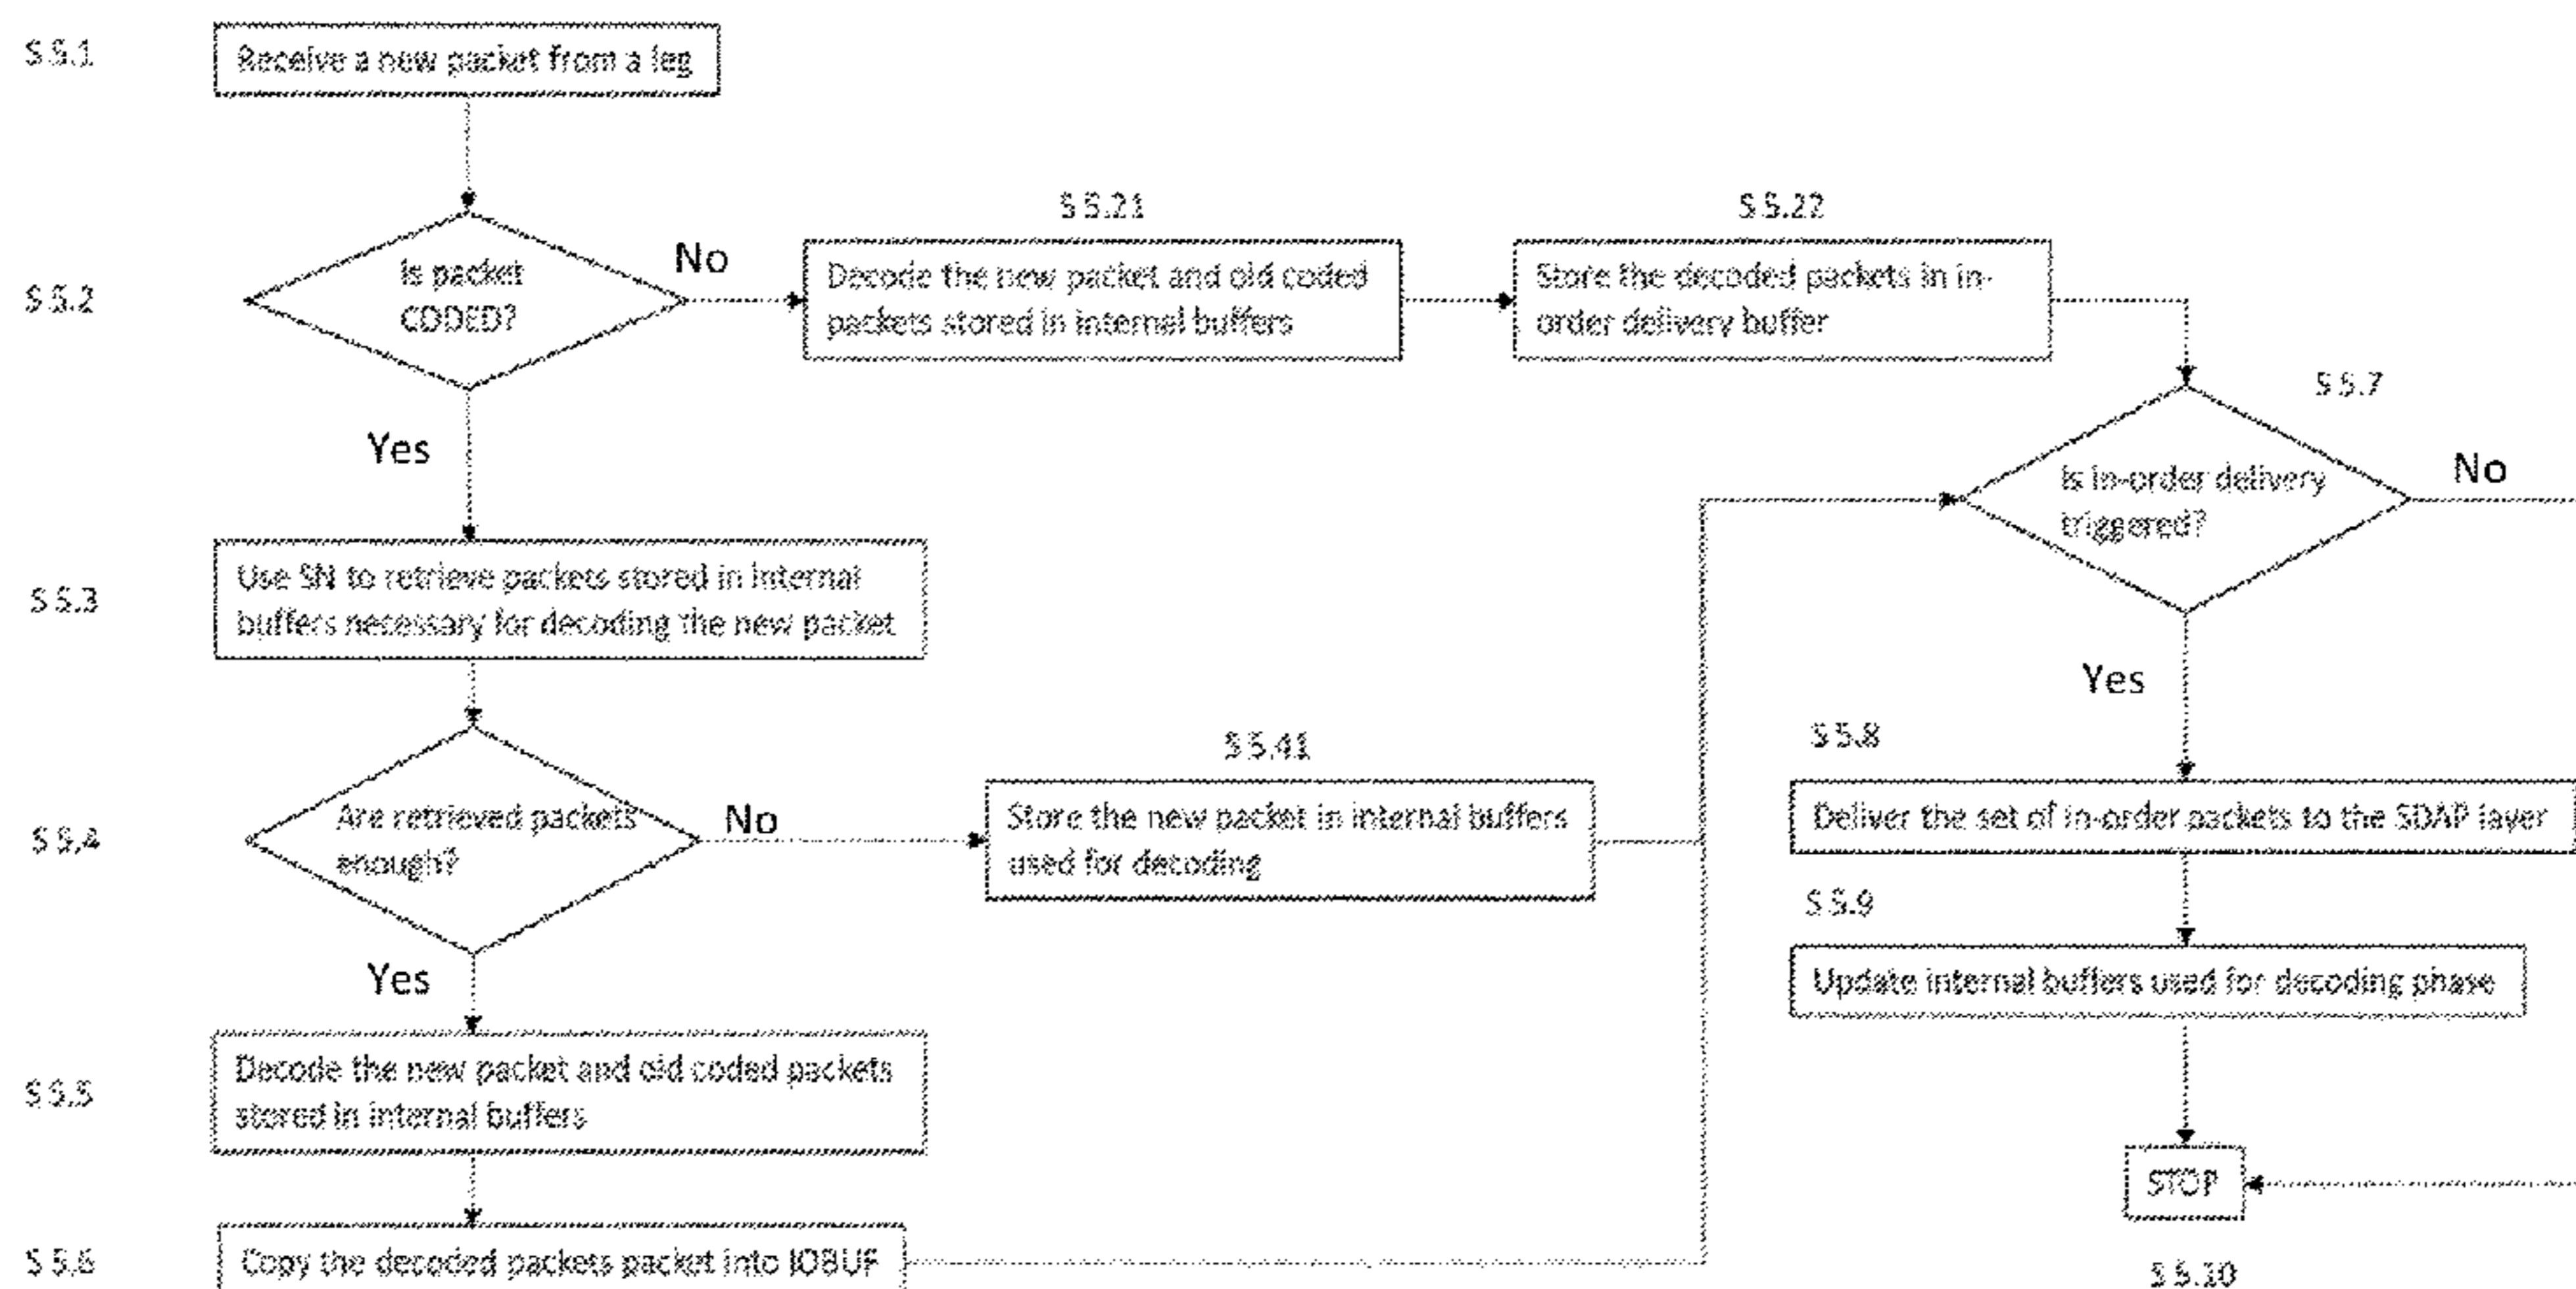 S 5.1
Receive a new packet from a leg
S 5.2
Is packet
CODED?
No
S 5.21
Decode the new packet and old coded
packets stored in internal buffers
S 5.22
Store the decoded packets in in-
order delivery buffer
Yes
S 5.3
Use SN to retrieve packets stored in internal
buffers necessary for decoding the new packet
S 5.4
Are retrieved packets
enough?
No
S 5.41
Store the new packet in internal buffers
used for decoding
Yes
S 5.5
Decode the new packet and old coded packets
stored in internal buffers
S 5.6
Copy the decoded packets packet into IOBUF
S 5.7
Is in-order delivery
triggered?
No
Yes
S 5.8
Deliver the set of in-order packets to the SDAP layer
S 5.9
Update internal buffers used for decoding phase
STOP
S 5.10